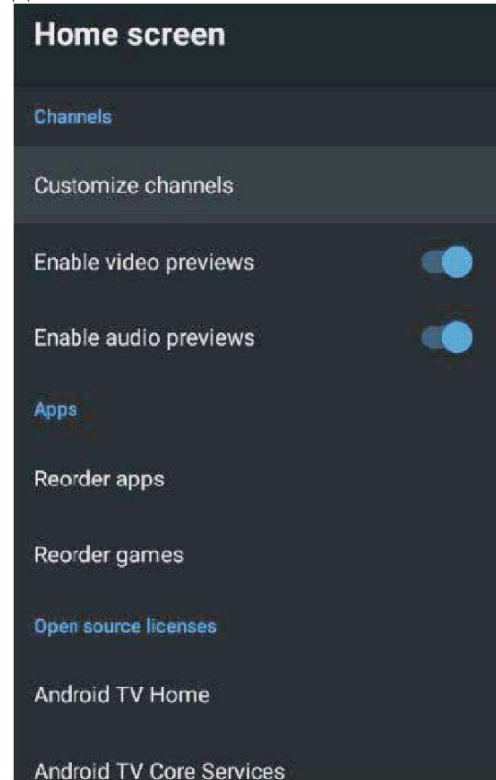 Home screen
Channels
Customize channels
Enable video previews
Enable audio previews
Apps
Reorder apps
Reorder games
Open source licenses
Android TV Home
Android TV Core Services